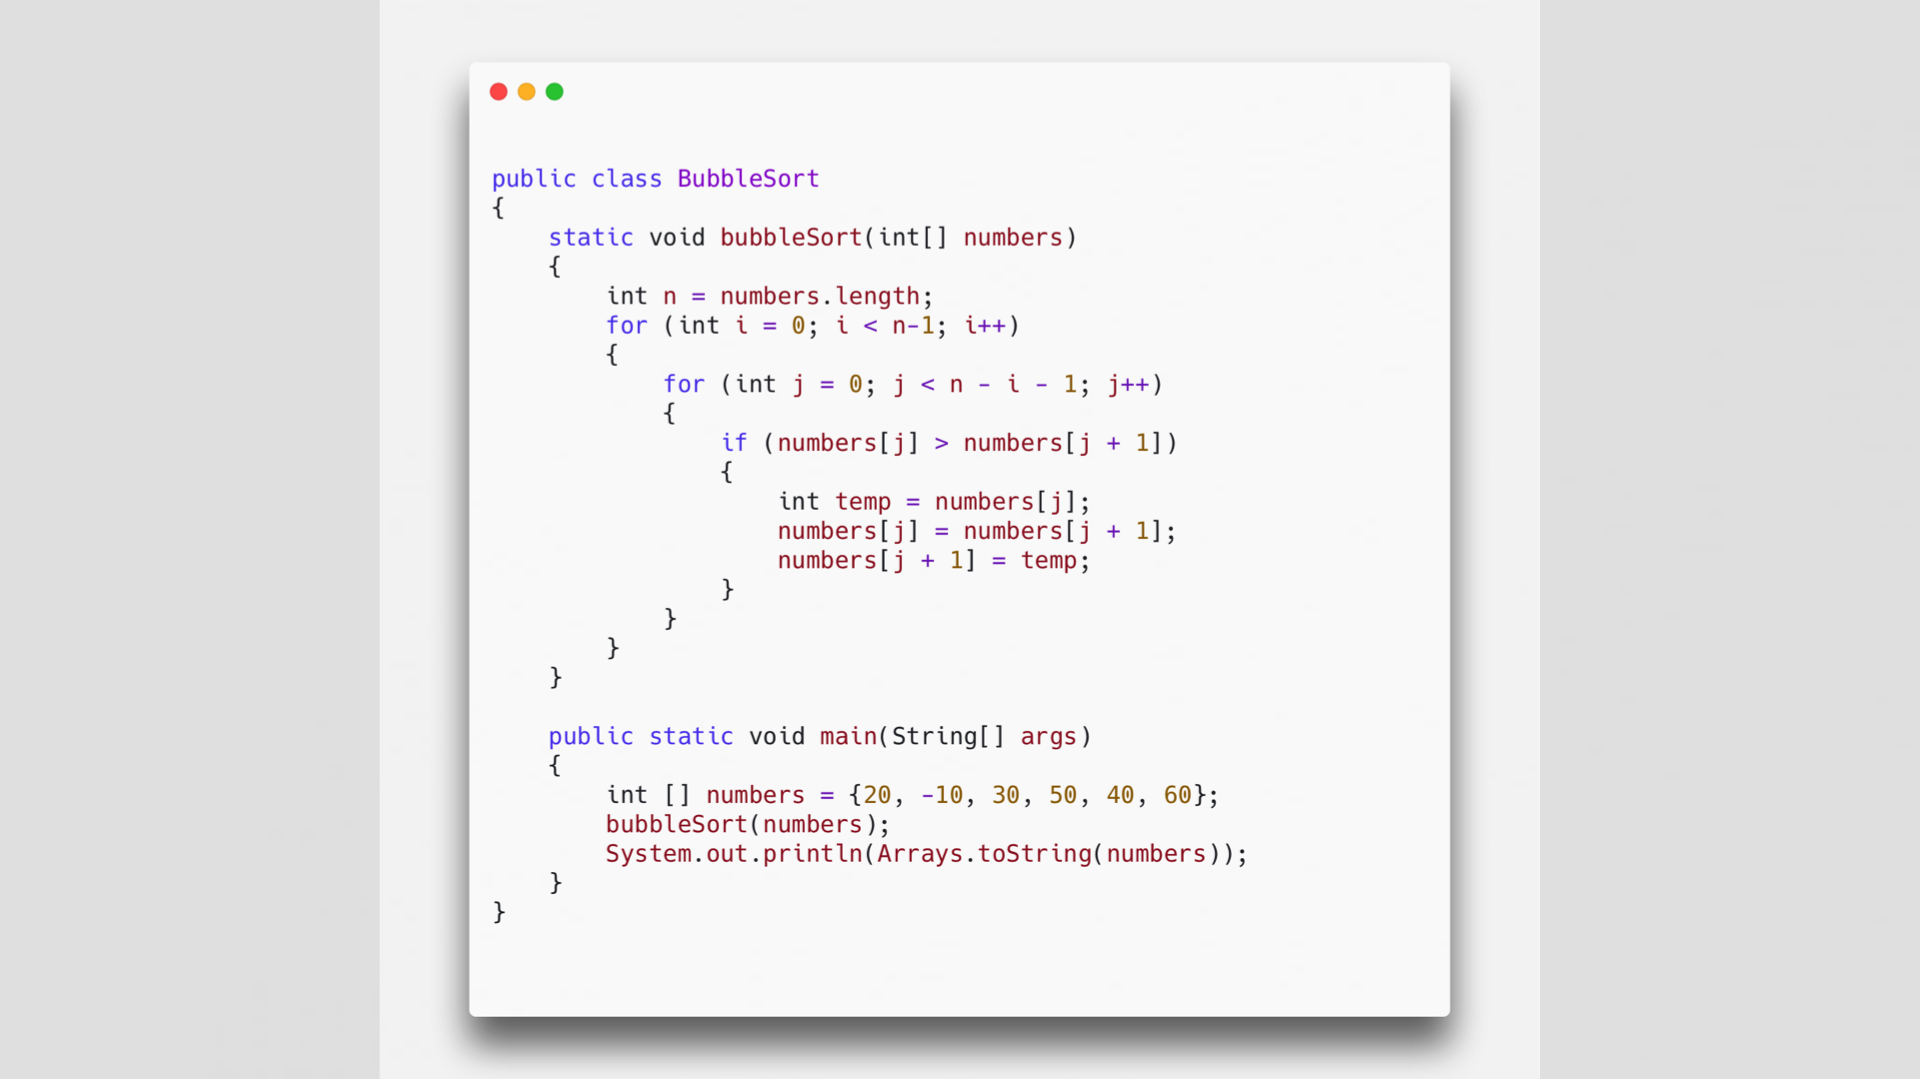 public class BubbleSort
{
    static void bubbleSort(int[] numbers)
    {
        int n = numbers.length;
        for (int i = 0; i < n-1; i++)
        {
            for (int j = 0; j < n - i - 1; j++)
            {
                if (numbers[j] > numbers[j + 1])
                {
                    int temp = numbers[j];
                    numbers[j] = numbers[j + 1];
                    numbers[j + 1] = temp;
                }
            }
        }
    }

    public static void main(String[] args)
    {
        int [] numbers = {20, -10, 30, 50, 40, 60};
        bubbleSort(numbers);
        System.out.println(Arrays.toString(numbers));
    }
}